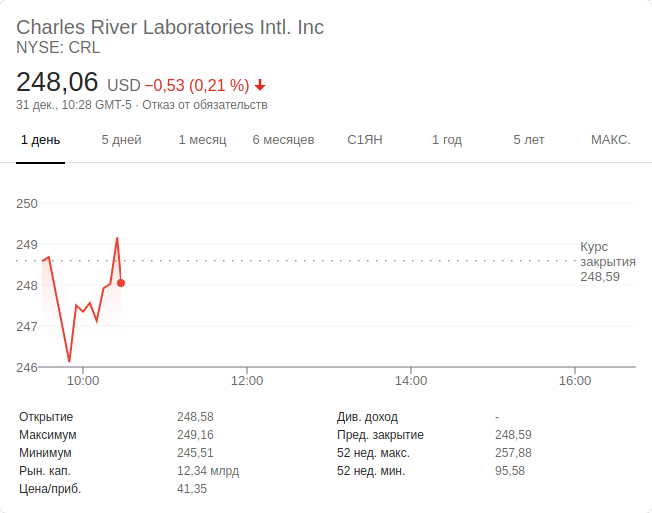 Charles River Laboratories Intl. Inc
NYSE: CRL
248,06 USD −0,53 (0,21 %)
31 дек., 10:28 GMT-5 · Отказ от обязательств
1 день 5 дней 1 месяц 6 месяцев С1ЯН 1 год 5 лет МАКС.
250
249
248
247
246
Курс
закрытия
248,59
10:00 12:00 14:00 16:00
Открытие 248,58 Див. доход -
Максимум 249,16 Пред. закрытие 248,59
Минимум 245,51 52 нед. макс. 257,88
Рын. кап. 12,34 млрд 52 нед. мин. 95,58
Цена/приб. 41,35